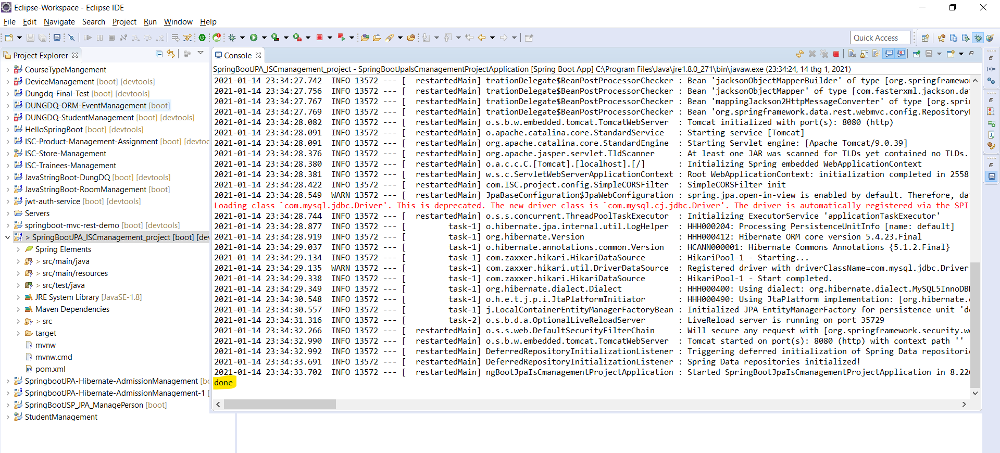 Eclipse-Workspace - Eclipse IDE
File Edit Navigate Search Project Run Window Help
Quick Access
Project Explorer
CourseTypeMangement
DeviceManagement [boot] [devtools]
Dungdq-Final-Test [boot] [devtools]
DUNGDQ-ORM-EventManagement [boot]
DUNGDQ-StudentManagement [boot] [devtools]
HelloSpringBoot [boot] [devtools]
ISC-Product-Management-Assignment [boot] [devtoo
ISC-Store-Management
ISC-Trainees-Management
JavaStringBoot-DungDQ [boot] [devtools]
JavaStringBoot-RoomManagement [boot]
jwt-auth-service [boot] [devtools]
Servers
springboot-mvc-rest-demo [boot] [devtools]
> SpringBootJPA_ISCmanagement_project [boot] [dev
Spring Elements
> src/main/java
> src/main/resources
> src/test/java
JRE System Library [JavaSE-1.8]
Maven Dependencies
> src
target
mvnw
mvnw.cmd
pom.xml
SpringbootJPA-Hibernate-AdmissionManagement [bo
SpringbootJPA-Hibernate-AdmissionManagement-1 [
SpringBootJSP_JPA_ManagePerson [boot]
StudentManagement
Console
SpringBootJPA_ISCmanagement_project - SpringBootJpaIsCmanagementProjectApplication [Spring Boot App] C:\Program Files\Java\jre1.8.0_271\bin\javaw.exe (23:34:24, 14 thg 1, 2021)
2021-01-14 23:34:27.742  INFO 13572 --- [  restartedMain] trationDelegate$BeanPostProcessorChecker : Bean 'jacksonObjectMapperBuilder' of type [org.springframewo
2021-01-14 23:34:27.756  INFO 13572 --- [  restartedMain] trationDelegate$BeanPostProcessorChecker : Bean 'jacksonObjectMapper' of type [com.fasterxml.jackson.da
2021-01-14 23:34:27.767  INFO 13572 --- [  restartedMain] trationDelegate$BeanPostProcessorChecker : Bean 'mappingJackson2HttpMessageConverter' of type [org.spri
2021-01-14 23:34:27.769  INFO 13572 --- [  restartedMain] trationDelegate$BeanPostProcessorChecker : Bean 'org.springframework.data.rest.webmvc.config.Repository
2021-01-14 23:34:28.082  INFO 13572 --- [  restartedMain] o.s.b.w.embedded.tomcat.TomcatWebServer  : Tomcat initialized with port(s): 8080 (http)
2021-01-14 23:34:28.091  INFO 13572 --- [  restartedMain] o.apache.catalina.core.StandardService   : Starting service [Tomcat]
2021-01-14 23:34:28.091  INFO 13572 --- [  restartedMain] org.apache.catalina.core.StandardEngine  : Starting Servlet engine: [Apache Tomcat/9.0.39]
2021-01-14 23:34:28.376  INFO 13572 --- [  restartedMain] org.apache.jasper.servlet.TldScanner     : At least one JAR was scanned for TLDs yet contained no TLDs.
2021-01-14 23:34:28.380  INFO 13572 --- [  restartedMain] o.a.c.c.C.[Tomcat].[localhost].[/]       : Initializing Spring embedded WebApplicationContext
2021-01-14 23:34:28.381  INFO 13572 --- [  restartedMain] w.s.c.ServletWebServerApplicationContext : Root WebApplicationContext: initialization completed in 2558
2021-01-14 23:34:28.422  INFO 13572 --- [  restartedMain] com.ISC.project.config.SimpleCORSFilter  : SimpleCORSFilter init
2021-01-14 23:34:28.549  WARN 13572 --- [  restartedMain] JpaBaseConfiguration$JpaWebConfiguration : spring.jpa.open-in-view is enabled by default. Therefore, da
Loading class `com.mysql.jdbc.Driver'. This is deprecated. The new driver class is `com.mysql.cj.jdbc.Driver'. The driver is automatically registered via the SPI
2021-01-14 23:34:28.744  INFO 13572 --- [  restartedMain] o.s.s.concurrent.ThreadPoolTaskExecutor  : Initializing ExecutorService 'applicationTaskExecutor'
2021-01-14 23:34:28.877  INFO 13572 --- [         task-1] o.hibernate.jpa.internal.util.LogHelper  : HHH000204: Processing PersistenceUnitInfo [name: default]
2021-01-14 23:34:28.919  INFO 13572 --- [         task-1] org.hibernate.Version                    : HHH000412: Hibernate ORM core version 5.4.23.Final
2021-01-14 23:34:29.037  INFO 13572 --- [         task-1] o.hibernate.annotations.common.Version   : HCANN000001: Hibernate Commons Annotations {5.1.2.Final}
2021-01-14 23:34:29.134  INFO 13572 --- [         task-1] com.zaxxer.hikari.HikariDataSource       : HikariPool-1 - Starting...
2021-01-14 23:34:29.135  WARN 13572 --- [         task-1] com.zaxxer.hikari.util.DriverDataSource  : Registered driver with driverClassName=com.mysql.jdbc.Driver
2021-01-14 23:34:29.338  INFO 13572 --- [         task-1] com.zaxxer.hikari.HikariDataSource       : HikariPool-1 - Start completed.
2021-01-14 23:34:29.349  INFO 13572 --- [         task-1] org.hibernate.dialect.Dialect            : HHH000400: Using dialect: org.hibernate.dialect.MySQL5InnoDB
2021-01-14 23:34:30.548  INFO 13572 --- [         task-1] o.h.e.t.j.p.i.JtaPlatformInitiator       : HHH000490: Using JtaPlatform implementation: [org.hibernate.
2021-01-14 23:34:30.557  INFO 13572 --- [         task-1] j.LocalContainerEntityManagerFactoryBean : Initialized JPA EntityManagerFactory for persistence unit 'd
2021-01-14 23:34:31.316  INFO 13572 --- [         task-2] o.s.b.d.a.OptionalLiveReloadServer       : LiveReload server is running on port 35729
2021-01-14 23:34:32.266  INFO 13572 --- [  restartedMain] o.s.s.web.DefaultSecurityFilterChain     : Will secure any request with [org.springframework.security.w
2021-01-14 23:34:32.990  INFO 13572 --- [  restartedMain] o.s.b.w.embedded.tomcat.TomcatWebServer  : Tomcat started on port(s): 8080 (http) with context path ''
2021-01-14 23:34:32.992  INFO 13572 --- [  restartedMain] DeferredRepositoryInitializationListener : Triggering deferred initialization of Spring Data repositori
2021-01-14 23:34:33.691  INFO 13572 --- [  restartedMain] DeferredRepositoryInitializationListener : Spring Data repositories initialized!
2021-01-14 23:34:33.702  INFO 13572 --- [  restartedMain] ngBootJpaIsCmanagementProjectApplication : Started SpringBootJpaIsCmanagementProjectApplication in 8.226
done